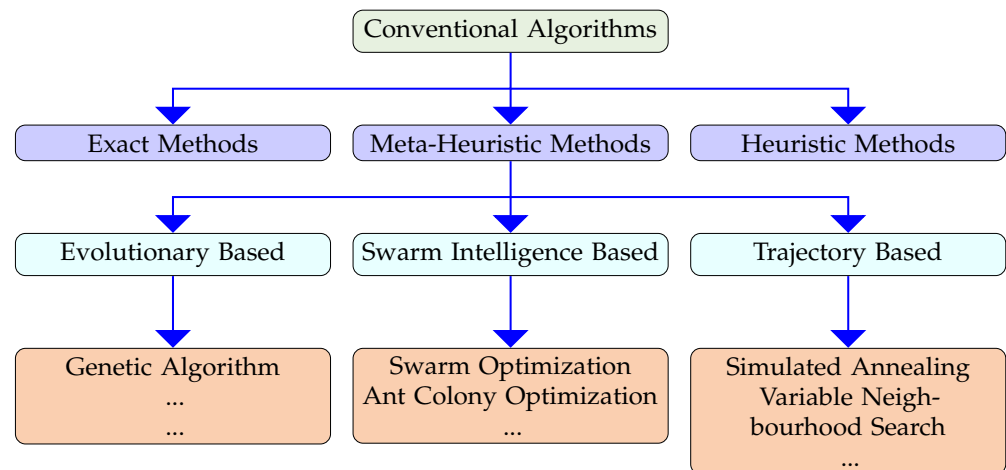 Conventional Algorithms
Exact Methods
Meta-Heuristic Methods
Heuristic Methods
Evolutionary Based
Swarm Intelligence Based
Trajectory Based
Genetic Algorithm
...
...
Swarm Optimization
Ant Colony Optimization
...
Simulated Annealing
Variable Neigh-
bourhood Search
...